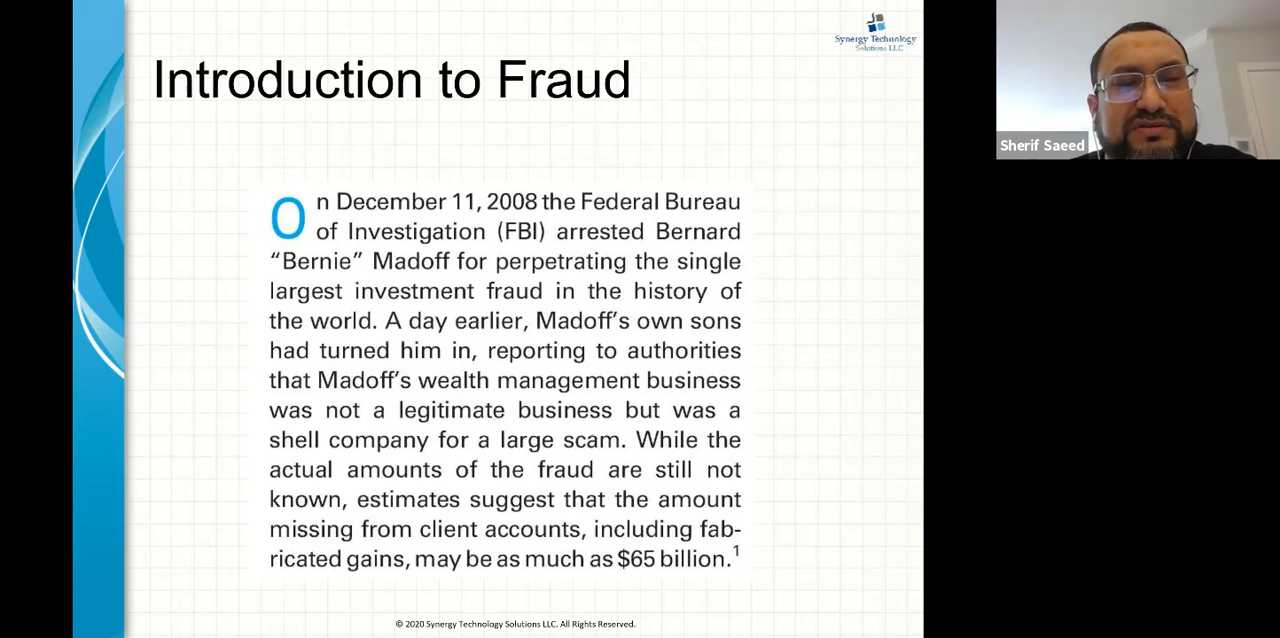 Synergy Technology
Solutions LLC
Introduction to Fraud
Sherif Saeed
On December 11, 2008 the Federal Bureau
of Investigation (FBI) arrested Bernard
“Bernie” Madoff for perpetrating the single
largest investment fraud in the history of
the world. A day earlier, Madoff’s own sons
had turned him in, reporting to authorities
that Madoff’s wealth management business
was not a legitimate business but was a
shell company for a large scam. While the
actual amounts of the fraud are still not
known, estimates suggest that the amount
missing from client accounts, including fab-
ricated gains, may be as much as $65 billion.1
© 2020 Synergy Technology Solutions LLC. All Rights Reserved.